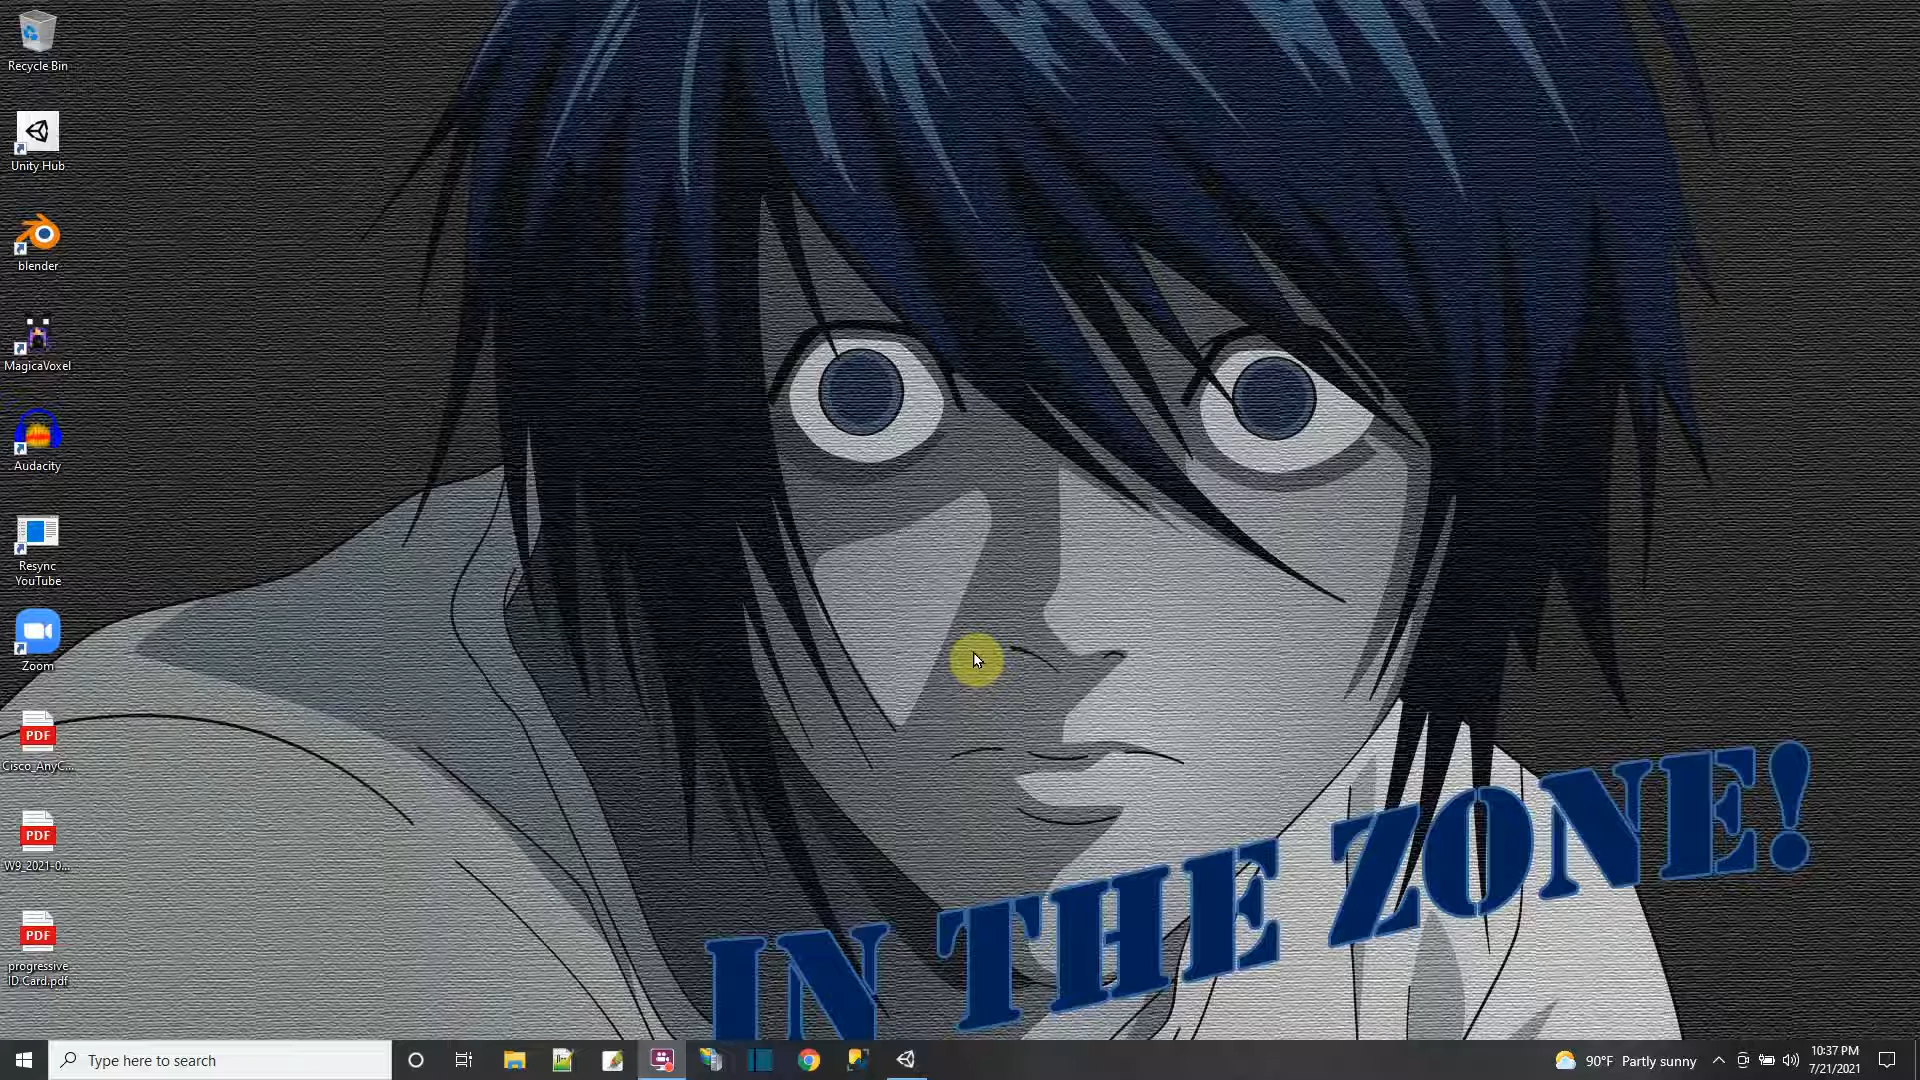 Recycle Bin
Unity Hub
blender
MagicaVoxel
Audacity
Resync
YouTube
Zoom
PDF
Cisco_AnyC...
PDF
W9_2021-0...
PDF
progressive
ID Card.pdf
IN THE ZONE!
Type here to search
90°F Partly sunny
10:37 PM
7/21/2021